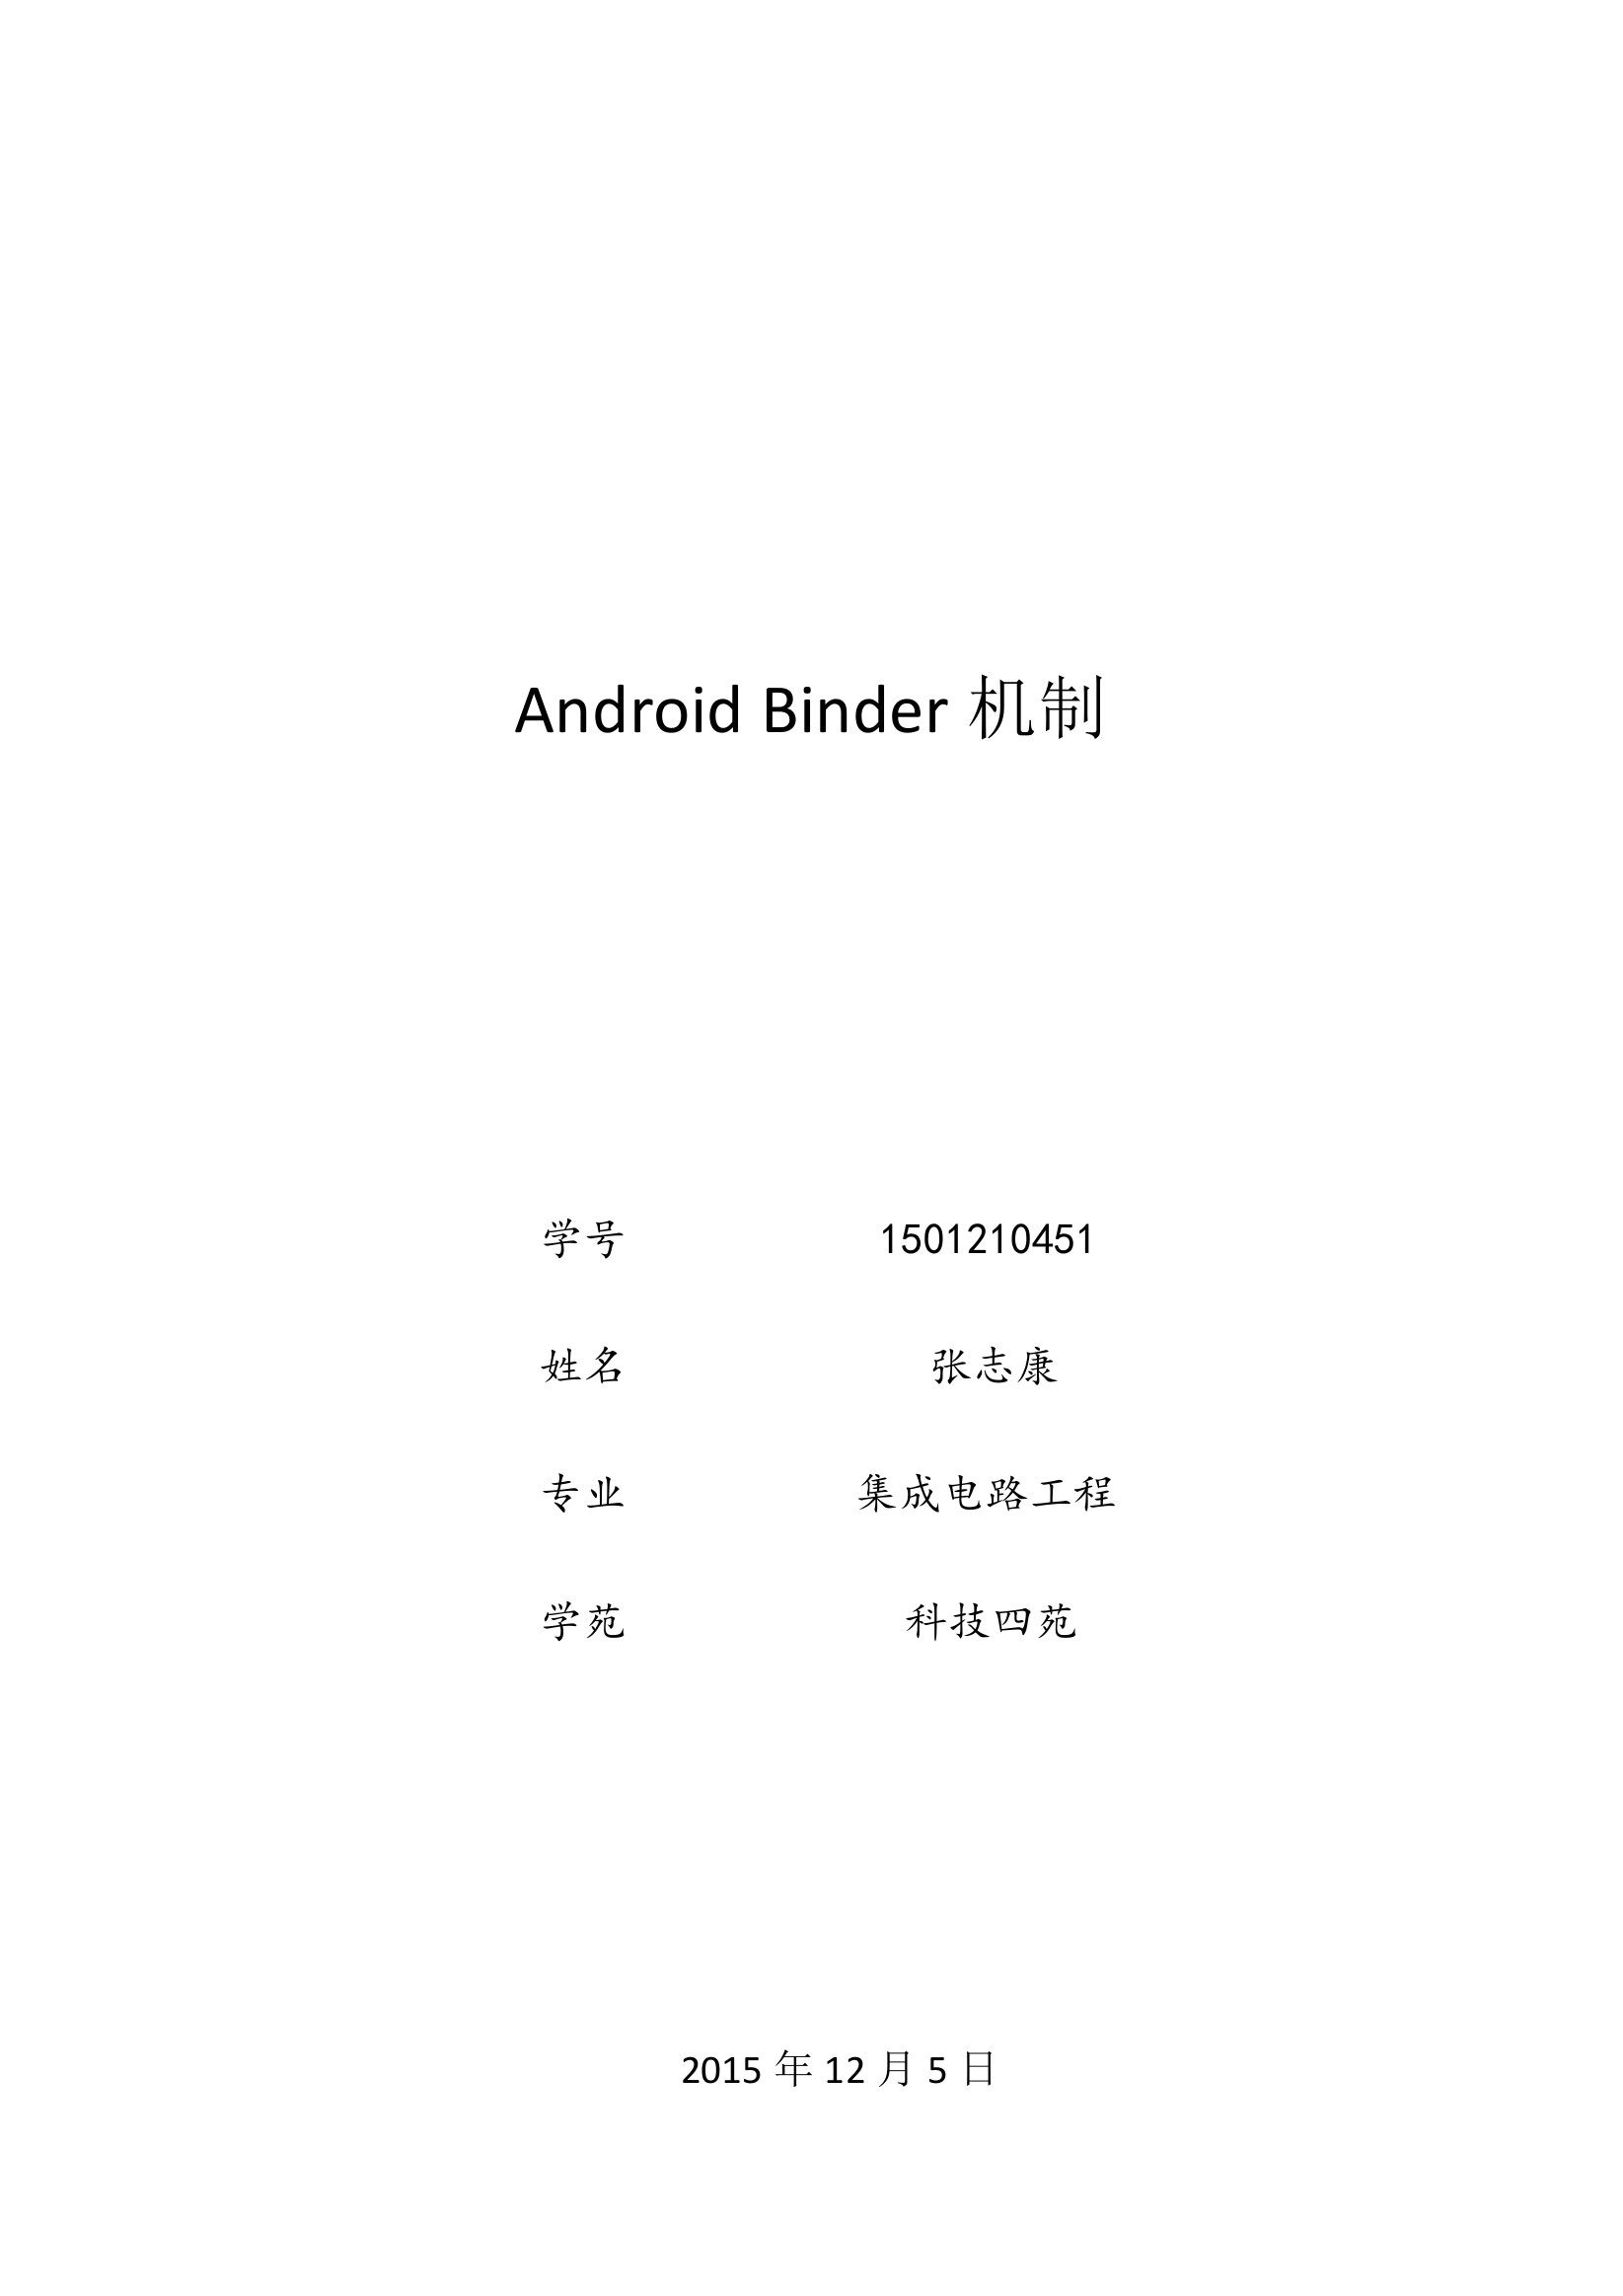 Android Binder 机制
学号 1501210451
姓名 张志康
专业 集成电路工程
学苑 科技四苑
2015 年 12 月 5 日